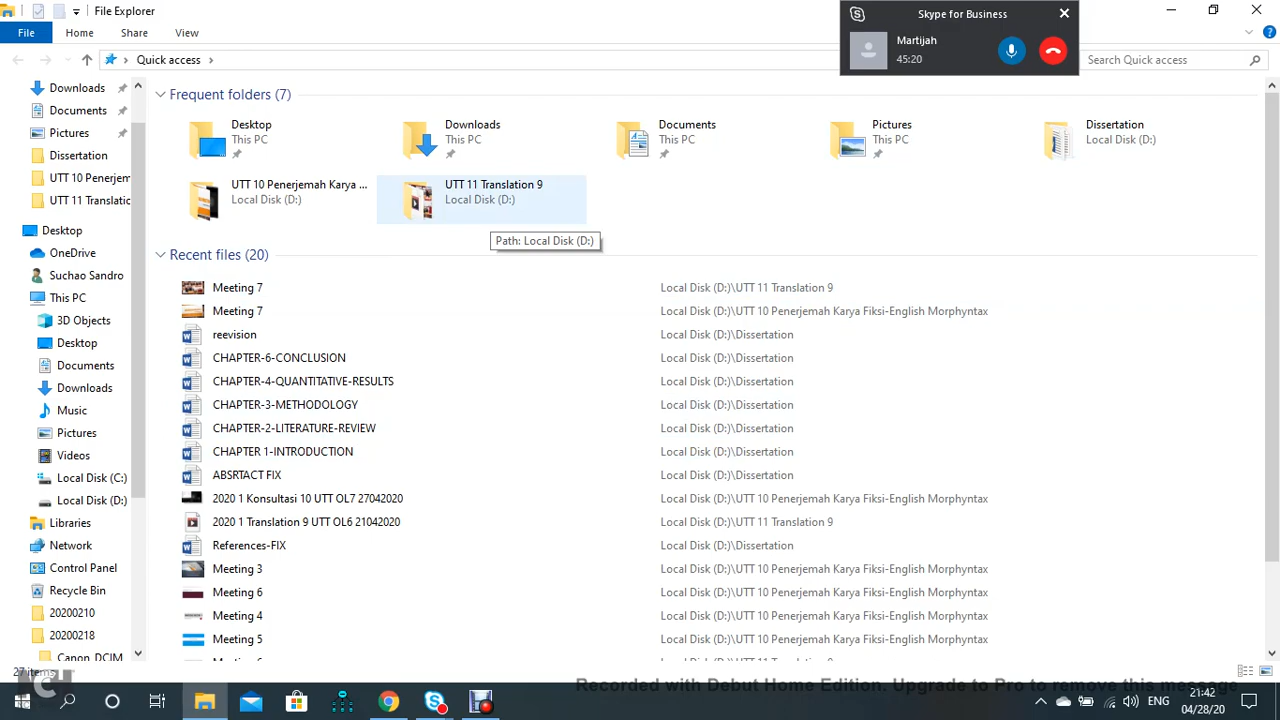 File Explorer
File
Home
Share
View
Skype for Business
Martijah
45:20
Quick access
Search Quick access
Downloads
Documents
Pictures
Dissertation
UTT 10 Penerjem
UTT 11 Translatic
Desktop
OneDrive
Suchao Sandro
This PC
3D Objects
Desktop
Documents
Downloads
Music
Pictures
Videos
Local Disk (C:)
Local Disk (D:)
Libraries
Network
Control Panel
Recycle Bin
20200210
20200218
Canon_DCIM
Frequent folders (7)
Desktop
This PC
Downloads
This PC
Documents
This PC
Pictures
This PC
Dissertation
Local Disk (D:)
UTT 10 Penerjemah Karya ...
Local Disk (D:)
UTT 11 Translation 9
Local Disk (D:)
Path: Local Disk (D:)
Recent files (20)
Meeting 7 Local Disk (D:)\UTT 11 Translation 9
Meeting 7 Local Disk (D:)\UTT 10 Penerjemah Karya Fiksi-English Morphyntax
reevision Local Disk (D:)\Dissertation
CHAPTER-6-CONCLUSION Local Disk (D:)\Dissertation
CHAPTER-4-QUANTITATIVE-RESULTS Local Disk (D:)\Dissertation
CHAPTER-3-METHODOLOGY Local Disk (D:)\Dissertation
CHAPTER-2-LITERATURE-REVIEW Local Disk (D:)\Dissertation
CHAPTER 1-INTRODUCTION Local Disk (D:)\Dissertation
ABSRTACT FIX Local Disk (D:)\Dissertation
2020 1 Konsultasi 10 UTT OL7 27042020 Local Disk (D:)\UTT 10 Penerjemah Karya Fiksi-English Morphyntax
2020 1 Translation 9 UTT OL6 21042020 Local Disk (D:)\UTT 11 Translation 9
References-FIX Local Disk (D:)\Dissertation
Meeting 3 Local Disk (D:)\UTT 10 Penerjemah Karya Fiksi-English Morphyntax
Meeting 6 Local Disk (D:)\UTT 10 Penerjemah Karya Fiksi-English Morphyntax
Meeting 4 Local Disk (D:)\UTT 10 Penerjemah Karya Fiksi-English Morphyntax
Meeting 5 Local Disk (D:)\UTT 10 Penerjemah Karya Fiksi-English Morphyntax
27 items
Recorded with Debut Home Edition. Upgrade to Pro to remove this message
ENG
21:42
04/28/20